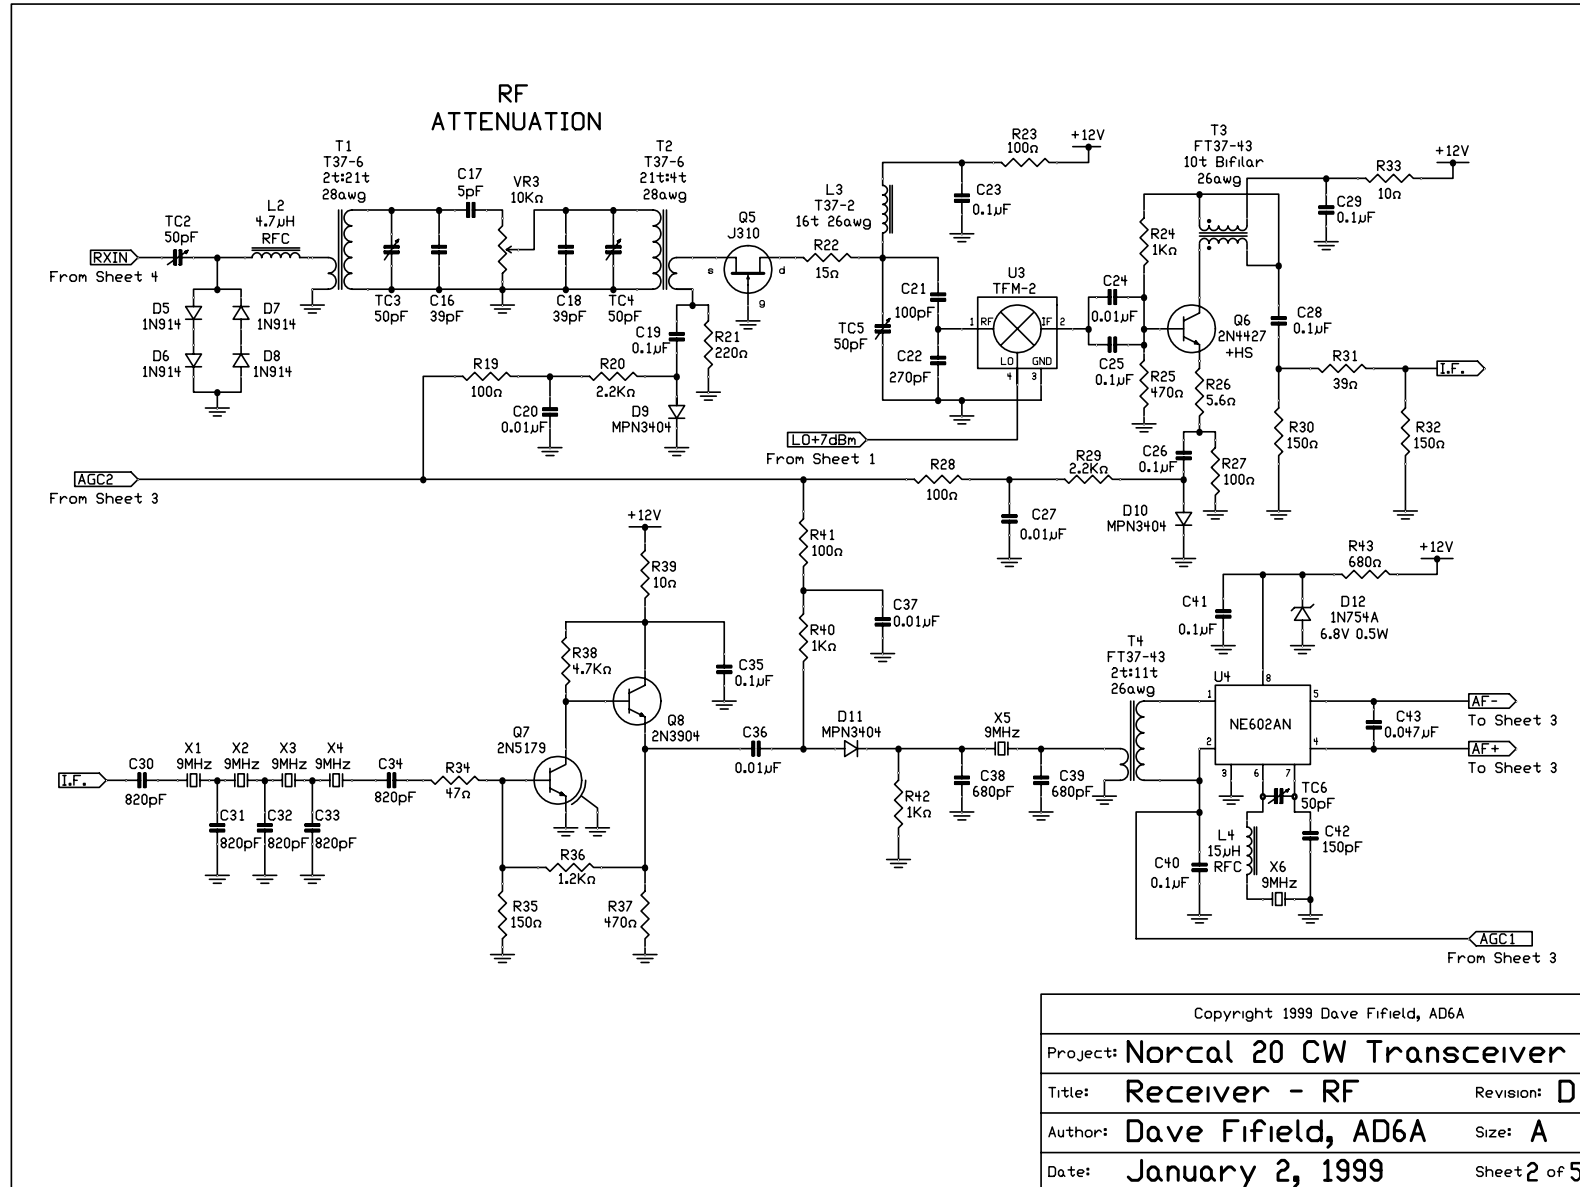 RF
ATTENUATION
T1
T37-6
2t:21t
28awg
T2
T37-6
21t:4t
28awg
C17
5pF
VR3
10KΩ
L2
4.7µH
RFC
TC2
50pF
RXIN
From Sheet 4
D5
1N914
D7
1N914
D6
1N914
D8
1N914
TC3
50pF
C16
39pF
C18
39pF
TC4
50pF
Q5
J310
s
d
g
C19
0.1µF
R21
220Ω
R19
100Ω
R20
2.2KΩ
C20
0.01µF
D9
MPN3404
L3
T37-2
16t 26awg
R22
15Ω
R23
100Ω
+12V
C23
0.1µF
C21
100pF
TC5
50pF
C22
270pF
U3
TFM-2
1
RF
IF
2
LO
GND
4
3
LO+7dBm
From Sheet 1
C24
0.01µF
C25
0.1µF
R24
1KΩ
R25
470Ω
T3
FT37-43
10t Bifilar
26awg
Q6
2N4427
+HS
R26
5.6Ω
C26
0.1µF
R27
100Ω
C29
0.1µF
R33
10Ω
+12V
C28
0.1µF
R31
39Ω
I.F.
R30
150Ω
R32
150Ω
AGC2
From Sheet 3
R28
100Ω
R29
2.2KΩ
C27
0.01µF
D10
MPN3404
+12V
R39
10Ω
R38
4.7KΩ
C35
0.1µF
Q8
2N3904
Q7
2N5179
R41
100Ω
C37
0.01µF
R40
1KΩ
C36
0.01µF
D11
MPN3404
R42
1KΩ
C38
680pF
X5
9MHz
C39
680pF
T4
FT37-43
2t:11t
26awg
I.F.
C30
820pF
X1
9MHz
X2
9MHz
X3
9MHz
X4
9MHz
C34
820pF
R34
47Ω
C31
820pF
C32
820pF
C33
820pF
R36
1.2KΩ
R35
150Ω
R37
470Ω
R43
680Ω
+12V
C41
0.1µF
D12
1N754A
6.8V 0.5W
U4
NE602AN
1
2
3
6
7
8
5
4
AF-
To Sheet 3
C43
0.047µF
AF+
To Sheet 3
TC6
50pF
L4
15µH
RFC
C42
150pF
X6
9MHz
C40
0.1µF
AGC1
From Sheet 3
Copyright 1999 Dave Fifield, AD6A
Project: Norcal 20 CW Transceiver
Title: Receiver - RF Revision: D
Author: Dave Fifield, AD6A Size: A
Date: January 2, 1999 Sheet 2 of 5